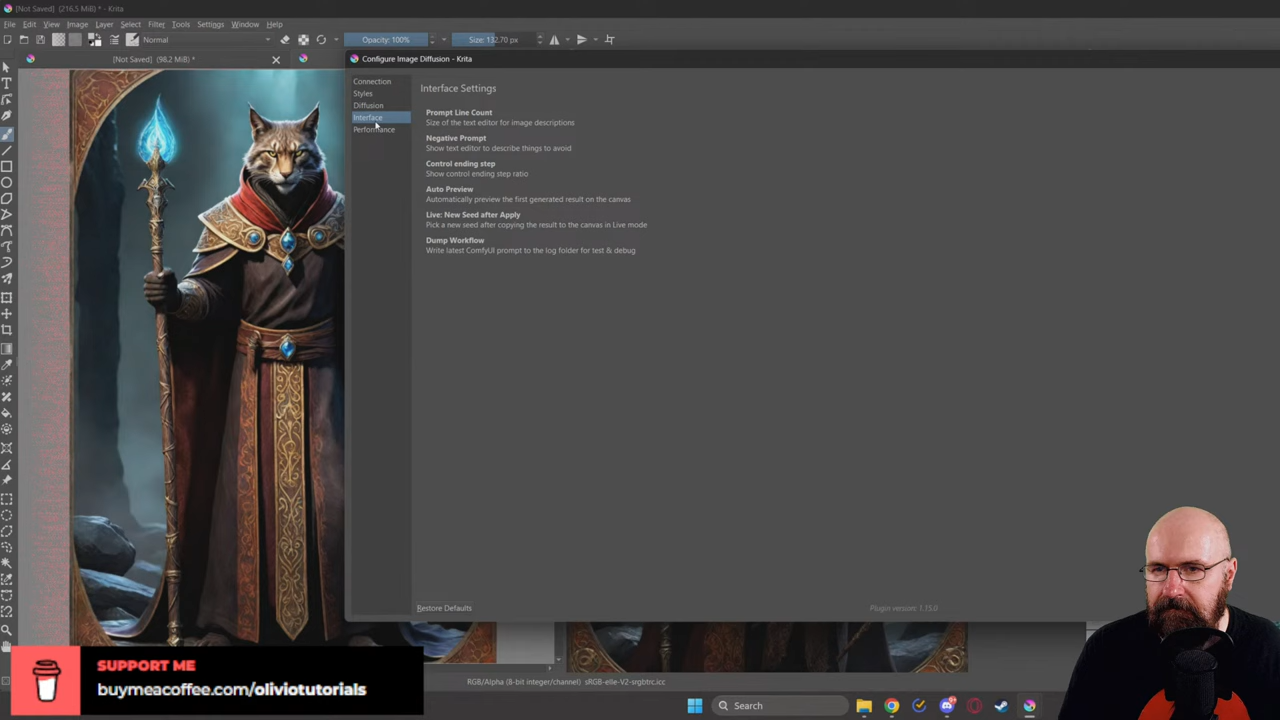 [Not Saved] (216.5 MiB) * - Krita
File Edit View Image Layer Select Filter Tools Settings Window Help
Normal Opacity: 100% Size: 132.70 px
[Not Saved] (98.2 MiB) *
Configure Image Diffusion - Krita
Connection
Styles
Diffusion
Interface
Performance
Interface Settings
Prompt Line Count
Size of the text editor for image descriptions
Negative Prompt
Show text editor to describe things to avoid
Control ending step
Show control ending step ratio
Auto Preview
Automatically preview the first generated result on the canvas
Live: New Seed after Apply
Pick a new seed after copying the result to the canvas in Live mode
Dump Workflow
Write latest ComfyUI prompt to the log folder for test & debug
Restore Defaults
Plugin version: 1.15.0
SUPPORT ME
buymeacoffee.com/oliviotutorials
RGB/Alpha (8-bit integer/channel) sRGB-elle-V2-srgbtrc.icc
Search